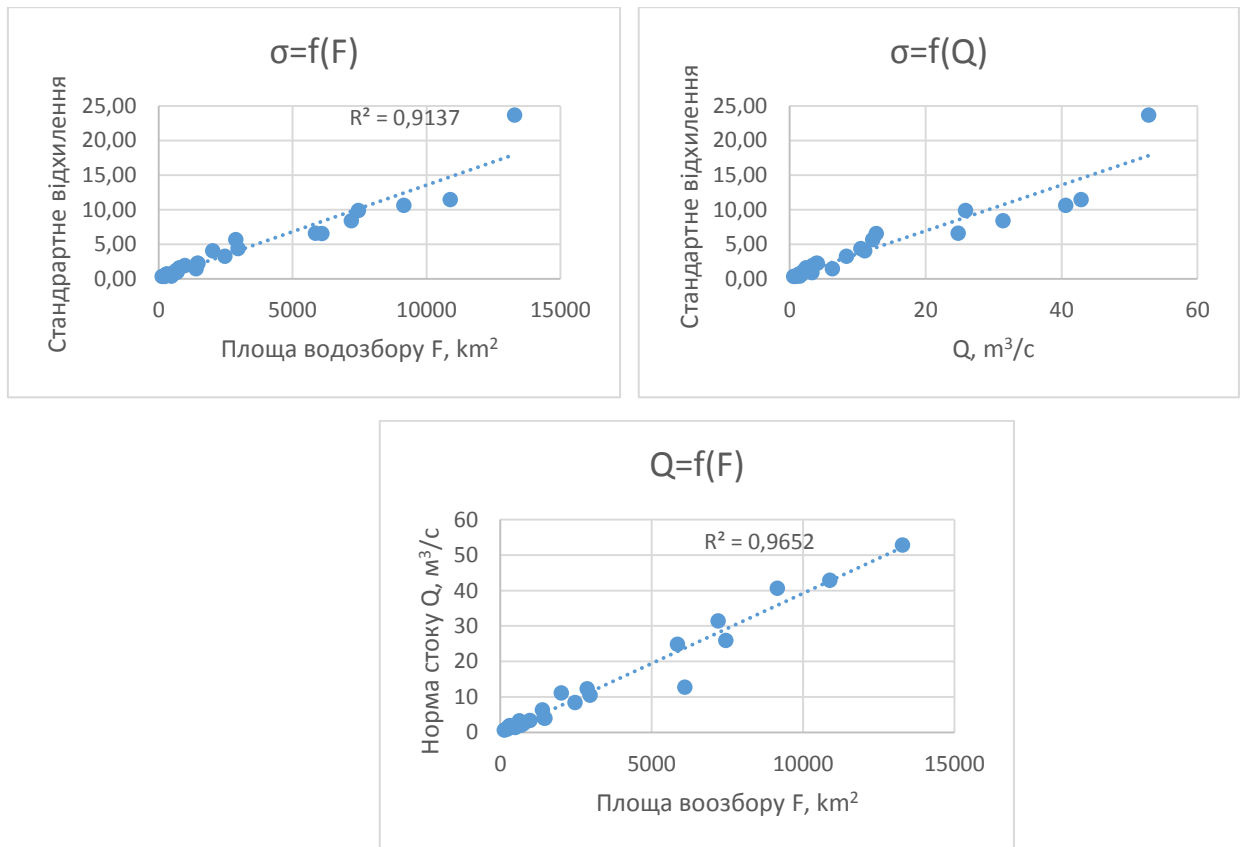 σ=f(F)
Стандрартне відхилення
25,00
20,00
15,00
10,00
5,00
0,00
R² = 0,9137
0
5000
10000
15000
Площа водозбору F, km²
σ=f(Q)
Стандартне відхилення
25,00
20,00
15,00
10,00
5,00
0,00
0
20
40
60
Q, m³/с
Q=f(F)
Норма стоку Q, м³/с
60
50
40
30
20
10
0
R² = 0,9652
0
5000
10000
15000
Площа воозбору F, km²